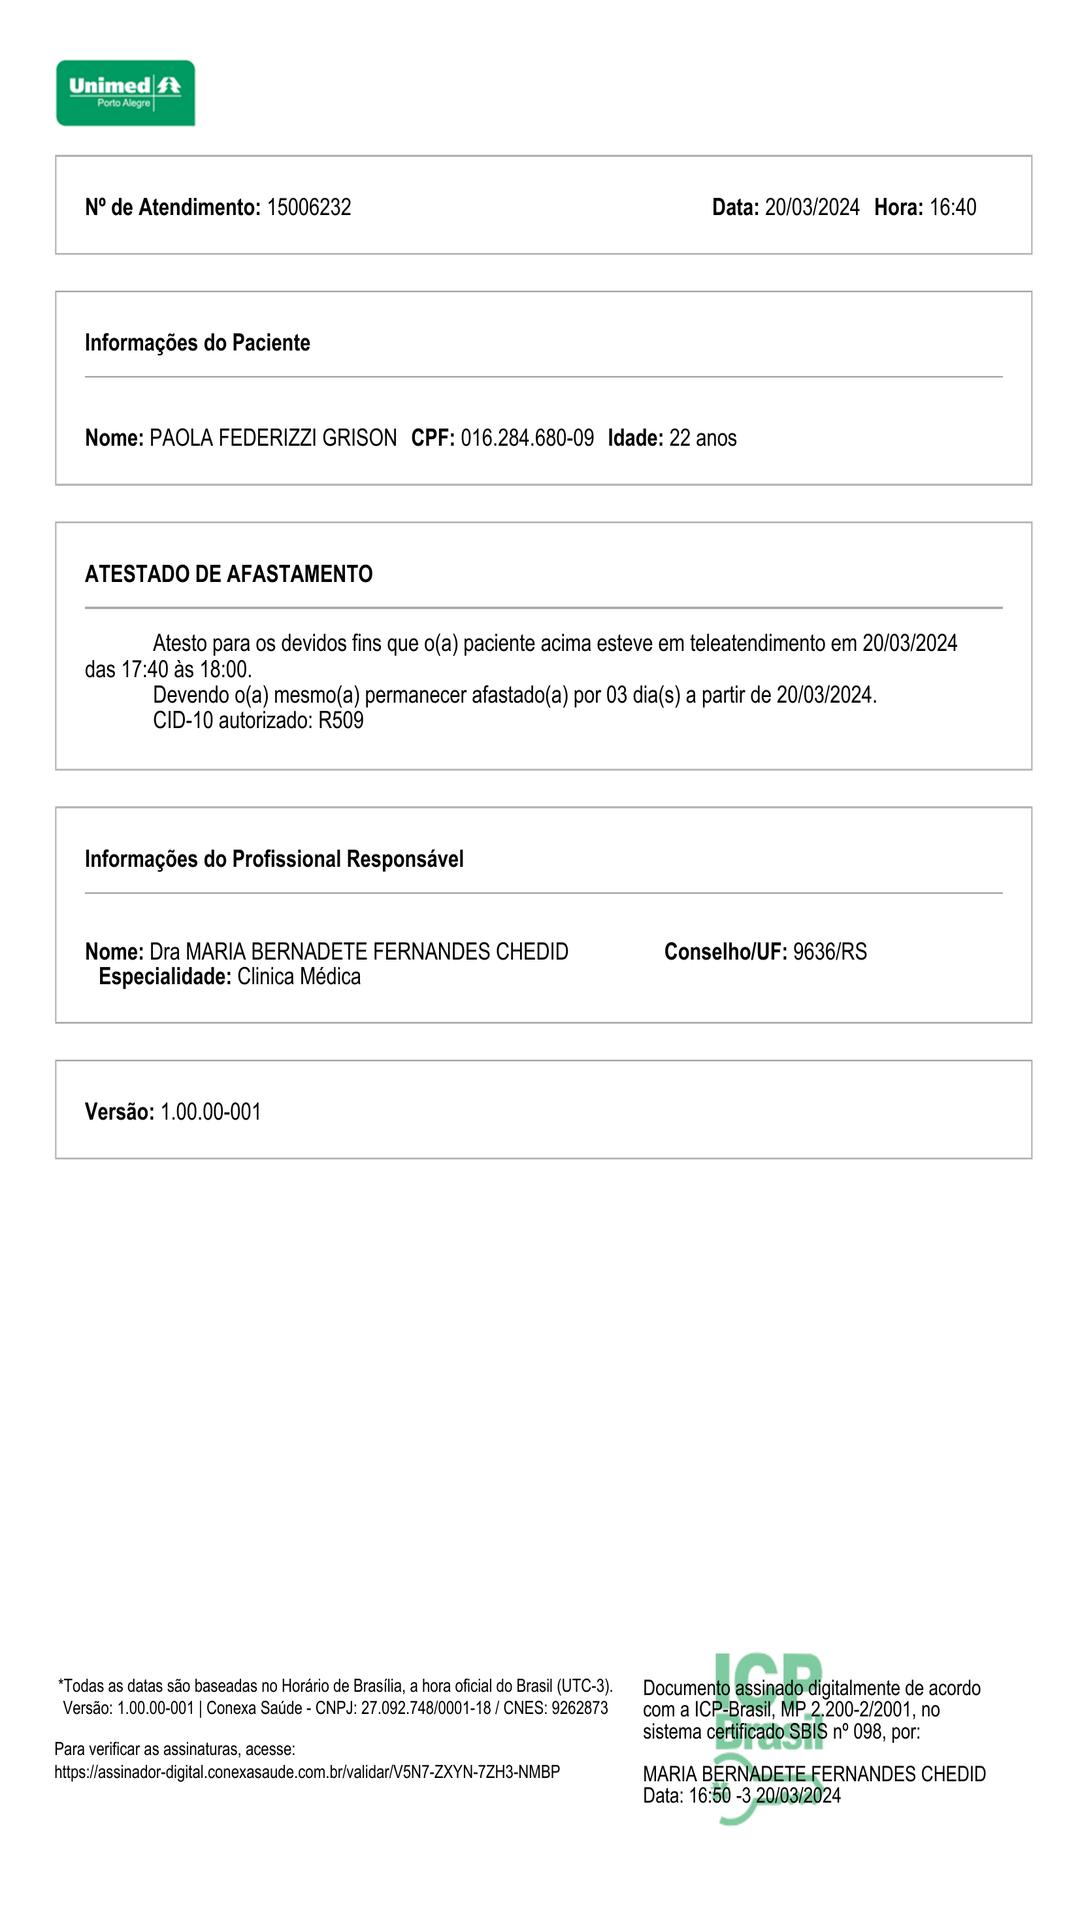 Unimed
Porto Alegre
Nº de Atendimento: 15006232 Data: 20/03/2024 Hora: 16:40
Informações do Paciente
Nome: PAOLA FEDERIZZI GRISON CPF: 016.284.680-09 Idade: 22 anos
ATESTADO DE AFASTAMENTO
Atesto para os devidos fins que o(a) paciente acima esteve em teleatendimento em 20/03/2024
das 17:40 às 18:00.
Devendo o(a) mesmo(a) permanecer afastado(a) por 03 dia(s) a partir de 20/03/2024.
CID-10 autorizado: R509
Informações do Profissional Responsável
Nome: Dra MARIA BERNADETE FERNANDES CHEDID Conselho/UF: 9636/RS
Especialidade: Clinica Médica
Versão: 1.00.00-001
*Todas as datas são baseadas no Horário de Brasília, a hora oficial do Brasil (UTC-3).
Versão: 1.00.00-001 | Conexa Saúde - CNPJ: 27.092.748/0001-18 / CNES: 9262873
Para verificar as assinaturas, acesse:
https://assinador-digital.conexasaude.com.br/validar/V5N7-ZXYN-7ZH3-NMBP
ICP
Brasil
Documento assinado digitalmente de acordo
com a ICP-Brasil, MP 2.200-2/2001, no
sistema certificado SBIS nº 098, por:
MARIA BERNADETE FERNANDES CHEDID
Data: 16:50 -3 20/03/2024